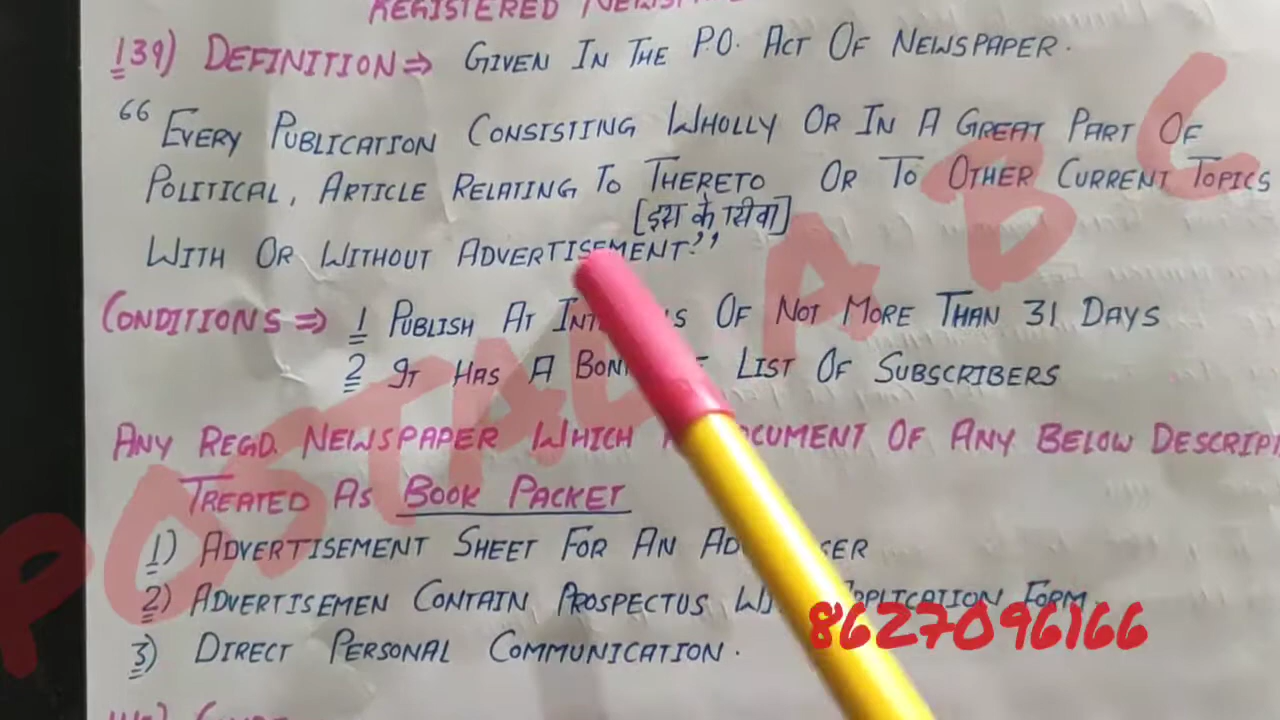 REGISTERED
139) DEFINITION ⇒ GIVEN IN THE P.O. ACT OF NEWSPAPER.
“ EVERY PUBLICATION CONSISTING WHOLLY OR IN A GREAT PART OF
POLITICAL, ARTICLE RELATING TO THERETO OR TO OTHER CURRENT TOPICS
[इस के सिवा]
WITH OR WITHOUT ADVERTISEMENT.”
CONDITIONS ⇒ 1 PUBLISH AT OF NOT MORE THAN 31 DAYS
2 IT HAS A LIST OF SUBSCRIBERS
ANY REGD. NEWSPAPER WHICH DOCUMENT OF ANY BELOW
TREATED AS BOOK PACKET
1) ADVERTISEMENT SHEET FOR AN
2) ADVERTISEMEN CONTAIN PROSPECTUS APPLICATION FORM.
3) DIRECT PERSONAL COMMUNICATION.
POSTAL ABC
8627096166